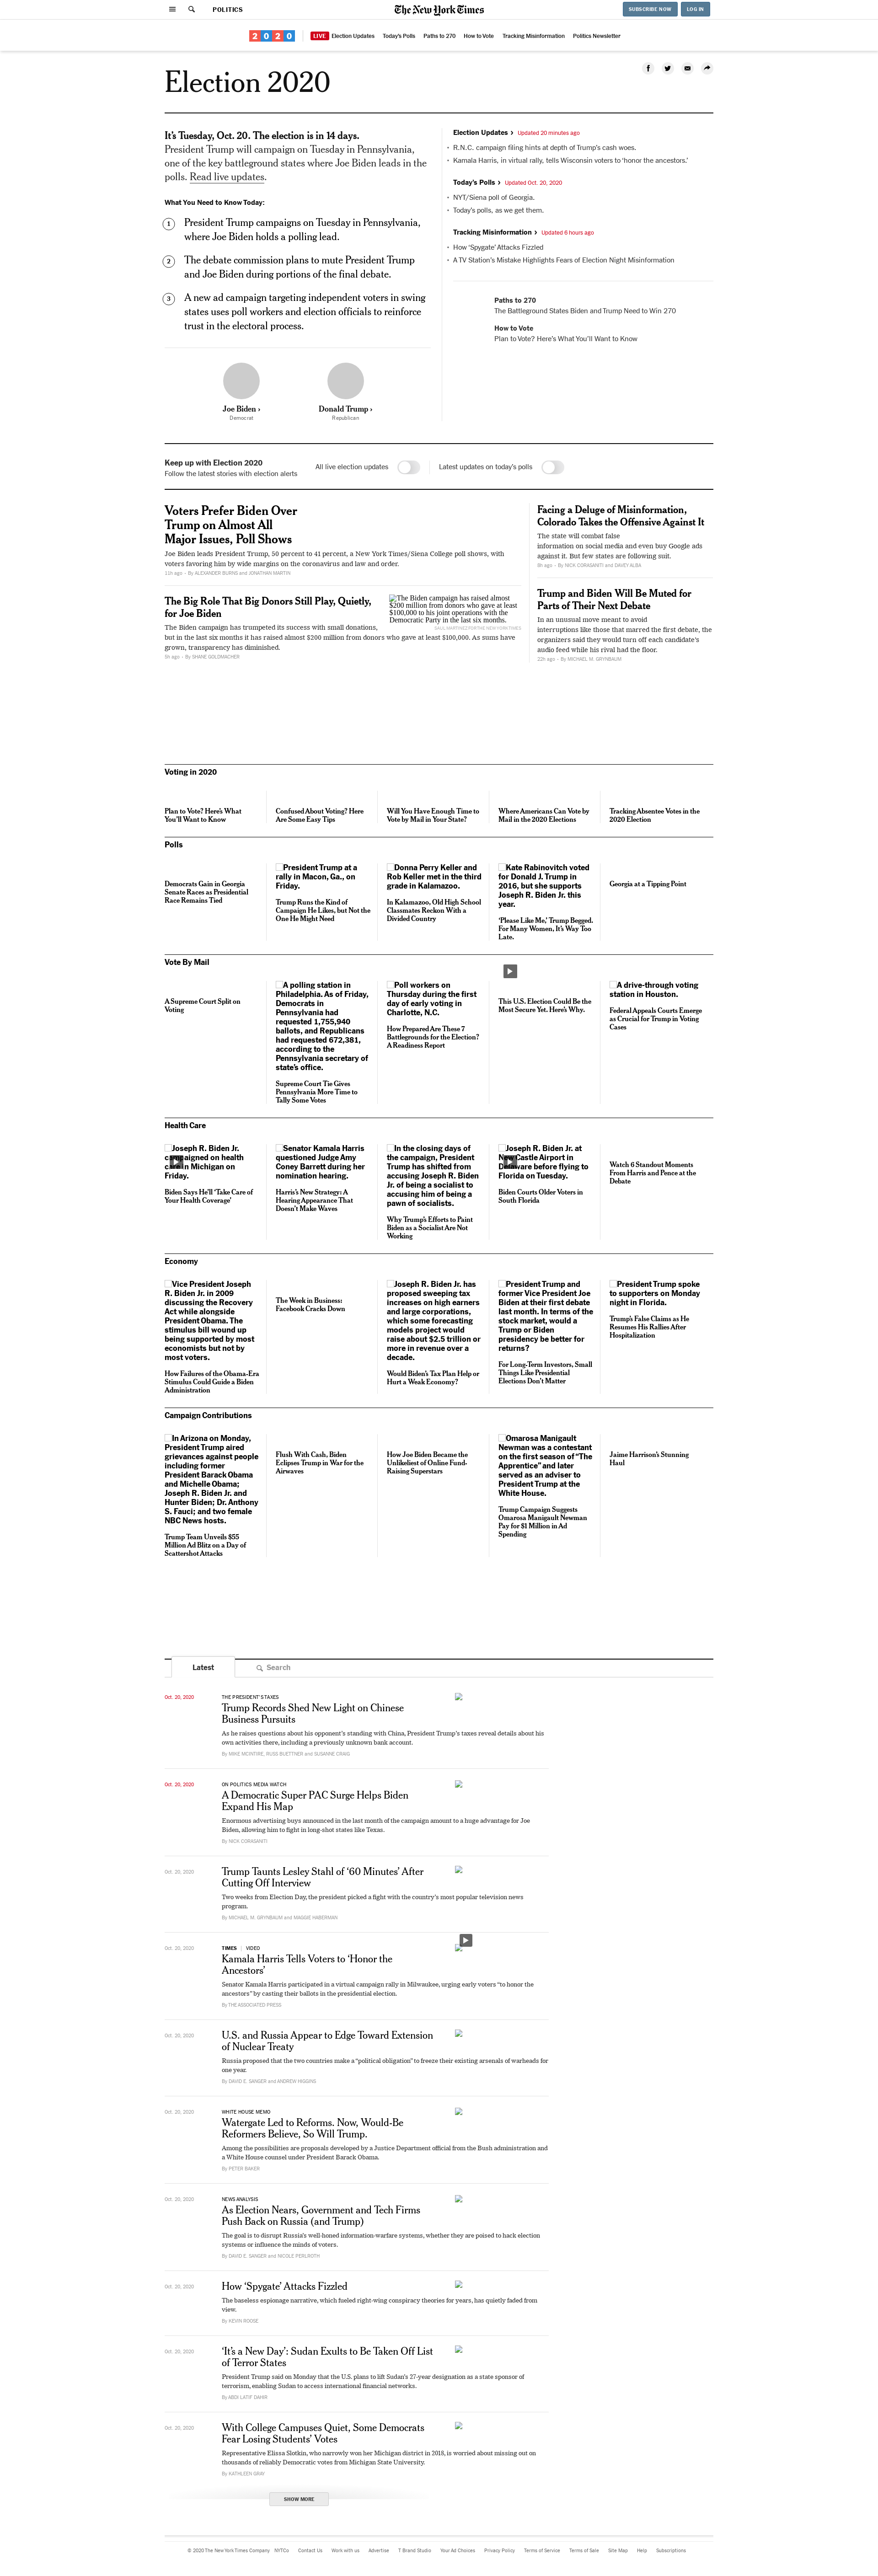 POLITICS
The New York Times
SUBSCRIBE NOW
LOG IN
2020
LIVE Election Updates
Today's Polls
Paths to 270
How to Vote
Tracking Misinformation
Politics Newsletter
Election 2020
It's Tuesday, Oct. 20. The election is in 14 days.
President Trump will campaign on Tuesday in Pennsylvania,
one of the key battleground states where Joe Biden leads in the
polls. Read live updates.
What You Need to Know Today:
1 President Trump campaigns on Tuesday in Pennsylvania,
where Joe Biden holds a polling lead.
2 The debate commission plans to mute President Trump
and Joe Biden during portions of the final debate.
3 A new ad campaign targeting independent voters in swing
states uses poll workers and election officials to reinforce
trust in the electoral process.
Joe Biden ›
Democrat
Donald Trump ›
Republican
Election Updates › Updated 20 minutes ago
• R.N.C. campaign filing hints at depth of Trump's cash woes.
• Kamala Harris, in virtual rally, tells Wisconsin voters to 'honor the ancestors.'
Today's Polls › Updated Oct. 20, 2020
• NYT/Siena poll of Georgia.
• Today's polls, as we get them.
Tracking Misinformation › Updated 6 hours ago
• How 'Spygate' Attacks Fizzled
• A TV Station's Mistake Highlights Fears of Election Night Misinformation
Paths to 270
The Battleground States Biden and Trump Need to Win 270
How to Vote
Plan to Vote? Here's What You'll Want to Know
Keep up with Election 2020
Follow the latest stories with election alerts
All live election updates
Latest updates on today's polls
Voters Prefer Biden Over
Trump on Almost All
Major Issues, Poll Shows
Joe Biden leads President Trump, 50 percent to 41 percent, a New York Times/Siena College poll shows, with
voters favoring him by wide margins on the coronavirus and law and order.
11h ago – By ALEXANDER BURNS and JONATHAN MARTIN
The Big Role That Big Donors Still Play, Quietly,
for Joe Biden
The Biden campaign has trumpeted its success with small donations,
but in the last six months it has raised almost $200 million from donors who gave at least $100,000. As sums have
grown, transparency has diminished.
5h ago – By SHANE GOLDMACHER
The Biden campaign has raised almost
$200 million from donors who gave at least
$100,000 to his joint operations with the
Democratic Party in the last six months.
SAUL MARTINEZ FOR THE NEW YORK TIMES
Facing a Deluge of Misinformation,
Colorado Takes the Offensive Against It
The state will combat false
information on social media and even buy Google ads
against it. But few states are following suit.
8h ago – By NICK CORASANITI and DAVEY ALBA
Trump and Biden Will Be Muted for
Parts of Their Next Debate
In an unusual move meant to avoid
interruptions like those that marred the first debate, the
organizers said they would turn off each candidate's
audio feed while his rival had the floor.
22h ago – By MICHAEL M. GRYNBAUM
Voting in 2020
Plan to Vote? Here's What
You'll Want to Know
Confused About Voting? Here
Are Some Easy Tips
Will You Have Enough Time to
Vote by Mail in Your State?
Where Americans Can Vote by
Mail in the 2020 Elections
Tracking Absentee Votes in the
2020 Election
Polls
Democrats Gain in Georgia
Senate Races as Presidential
Race Remains Tied
President Trump at a
rally in Macon, Ga., on
Friday.
Trump Runs the Kind of
Campaign He Likes, but Not the
One He Might Need
Donna Perry Keller and
Rob Keller met in the third
grade in Kalamazoo.
In Kalamazoo, Old High School
Classmates Reckon With a
Divided Country
Kate Rabinovitch voted
for Donald J. Trump in
2016, but she supports
Joseph R. Biden Jr. this
year.
'Please Like Me,' Trump Begged.
For Many Women, It's Way Too
Late.
Georgia at a Tipping Point
Vote By Mail
A Supreme Court Split on
Voting
A polling station in
Philadelphia. As of Friday,
Democrats in
Pennsylvania had
requested 1,755,940
ballots, and Republicans
had requested 672,381,
according to the
Pennsylvania secretary of
state's office.
Supreme Court Tie Gives
Pennsylvania More Time to
Tally Some Votes
Poll workers on
Thursday during the first
day of early voting in
Charlotte, N.C.
How Prepared Are These 7
Battlegrounds for the Election?
A Readiness Report
This U.S. Election Could Be the
Most Secure Yet. Here's Why.
A drive-through voting
station in Houston.
Federal Appeals Courts Emerge
as Crucial for Trump in Voting
Cases
Health Care
Joseph R. Biden Jr.
campaigned on health
care in Michigan on
Friday.
Biden Says He'll 'Take Care of
Your Health Coverage'
Senator Kamala Harris
questioned Judge Amy
Coney Barrett during her
nomination hearing.
Harris's New Strategy: A
Hearing Appearance That
Doesn't Make Waves
In the closing days of
the campaign, President
Trump has shifted from
accusing Joseph R. Biden
Jr. of being a socialist to
accusing him of being a
pawn of socialists.
Why Trump's Efforts to Paint
Biden as a Socialist Are Not
Working
Joseph R. Biden Jr. at
New Castle Airport in
Delaware before flying to
Florida on Tuesday.
Biden Courts Older Voters in
South Florida
Watch 6 Standout Moments
From Harris and Pence at the
Debate
Economy
Vice President Joseph
R. Biden Jr. in 2009
discussing the Recovery
Act while alongside
President Obama. The
stimulus bill wound up
being supported by most
economists but not by
most voters.
How Failures of the Obama-Era
Stimulus Could Guide a Biden
Administration
The Week in Business:
Facebook Cracks Down
Joseph R. Biden Jr. has
proposed sweeping tax
increases on high earners
and large corporations,
which some forecasting
models project would
raise about $2.5 trillion or
more in revenue over a
decade.
Would Biden's Tax Plan Help or
Hurt a Weak Economy?
President Trump and
former Vice President Joe
Biden at their first debate
last month. In terms of the
stock market, would a
Trump or Biden
presidency be better for
returns?
For Long-Term Investors, Small
Things Like Presidential
Elections Don't Matter
President Trump spoke
to supporters on Monday
night in Florida.
Trump's False Claims as He
Resumes His Rallies After
Hospitalization
Campaign Contributions
In Arizona on Monday,
President Trump aired
grievances against people
including former
President Barack Obama
and Michelle Obama;
Joseph R. Biden Jr. and
Hunter Biden; Dr. Anthony
S. Fauci; and two female
NBC News hosts.
Trump Team Unveils $55
Million Ad Blitz on a Day of
Scattershot Attacks
Flush With Cash, Biden
Eclipses Trump in War for the
Airwaves
How Joe Biden Became the
Unlikeliest of Online Fund-
Raising Superstars
Omarosa Manigault
Newman was a contestant
on the first season of "The
Apprentice" and later
served as an adviser to
President Trump at the
White House.
Trump Campaign Suggests
Omarosa Manigault Newman
Pay for $1 Million in Ad
Spending
Jaime Harrison's Stunning
Haul
Latest
Search
Oct. 20, 2020
THE PRESIDENT'S TAXES
Trump Records Shed New Light on Chinese
Business Pursuits
As he raises questions about his opponent's standing with China, President Trump's taxes reveal details about his
own activities there, including a previously unknown bank account.
By MIKE MCINTIRE, RUSS BUETTNER and SUSANNE CRAIG
Oct. 20, 2020
ON POLITICS MEDIA WATCH
A Democratic Super PAC Surge Helps Biden
Expand His Map
Enormous advertising buys announced in the last month of the campaign amount to a huge advantage for Joe
Biden, allowing him to fight in long-shot states like Texas.
By NICK CORASANITI
Oct. 20, 2020
Trump Taunts Lesley Stahl of '60 Minutes' After
Cutting Off Interview
Two weeks from Election Day, the president picked a fight with the country's most popular television news
program.
By MICHAEL M. GRYNBAUM and MAGGIE HABERMAN
Oct. 20, 2020
TIMES | VIDEO
Kamala Harris Tells Voters to 'Honor the
Ancestors'
Senator Kamala Harris participated in a virtual campaign rally in Milwaukee, urging early voters "to honor the
ancestors" by casting their ballots in the presidential election.
By THE ASSOCIATED PRESS
Oct. 20, 2020
U.S. and Russia Appear to Edge Toward Extension
of Nuclear Treaty
Russia proposed that the two countries make a "political obligation" to freeze their existing arsenals of warheads for
one year.
By DAVID E. SANGER and ANDREW HIGGINS
Oct. 20, 2020
WHITE HOUSE MEMO
Watergate Led to Reforms. Now, Would-Be
Reformers Believe, So Will Trump.
Among the possibilities are proposals developed by a Justice Department official from the Bush administration and
a White House counsel under President Barack Obama.
By PETER BAKER
Oct. 20, 2020
NEWS ANALYSIS
As Election Nears, Government and Tech Firms
Push Back on Russia (and Trump)
The goal is to disrupt Russia's well-honed information-warfare systems, whether they are poised to hack election
systems or influence the minds of voters.
By DAVID E. SANGER and NICOLE PERLROTH
Oct. 20, 2020
How 'Spygate' Attacks Fizzled
The baseless espionage narrative, which fueled right-wing conspiracy theories for years, has quietly faded from
view.
By KEVIN ROOSE
Oct. 20, 2020
'It's a New Day': Sudan Exults to Be Taken Off List
of Terror States
President Trump said on Monday that the U.S. plans to lift Sudan's 27-year designation as a state sponsor of
terrorism, enabling Sudan to access international financial networks.
By ABDI LATIF DAHIR
Oct. 20, 2020
With College Campuses Quiet, Some Democrats
Fear Losing Students' Votes
Representative Elissa Slotkin, who narrowly won her Michigan district in 2018, is worried about missing out on
thousands of reliably Democratic votes from Michigan State University.
By KATHLEEN GRAY
SHOW MORE
© 2020 The New York Times Company
NYTCo
Contact Us
Work with us
Advertise
T Brand Studio
Your Ad Choices
Privacy Policy
Terms of Service
Terms of Sale
Site Map
Help
Subscriptions